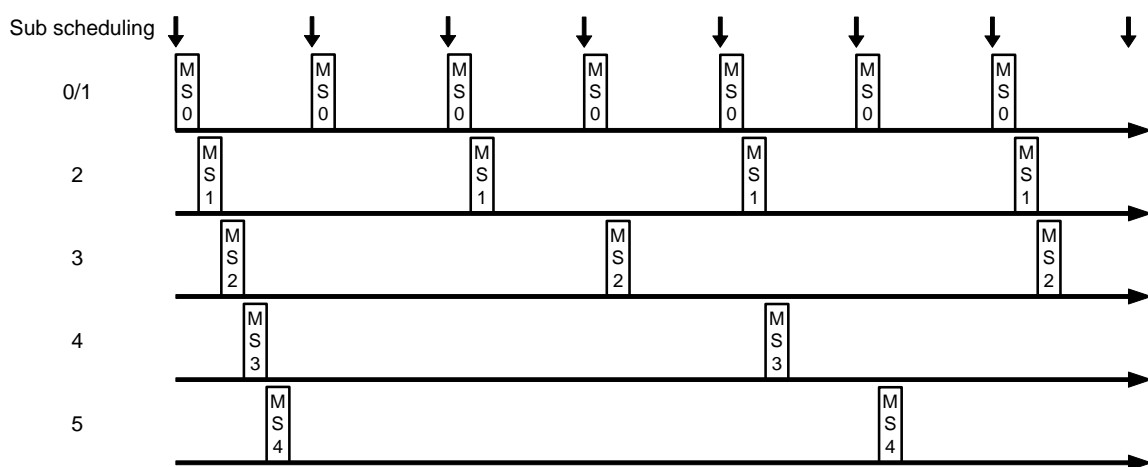 Sub scheduling
0/1
MS0 MS0 MS0 MS0 MS0 MS0 MS0
2
MS1 MS1 MS1 MS1
3
MS2 MS2 MS2
4
MS3 MS3
5
MS4 MS4